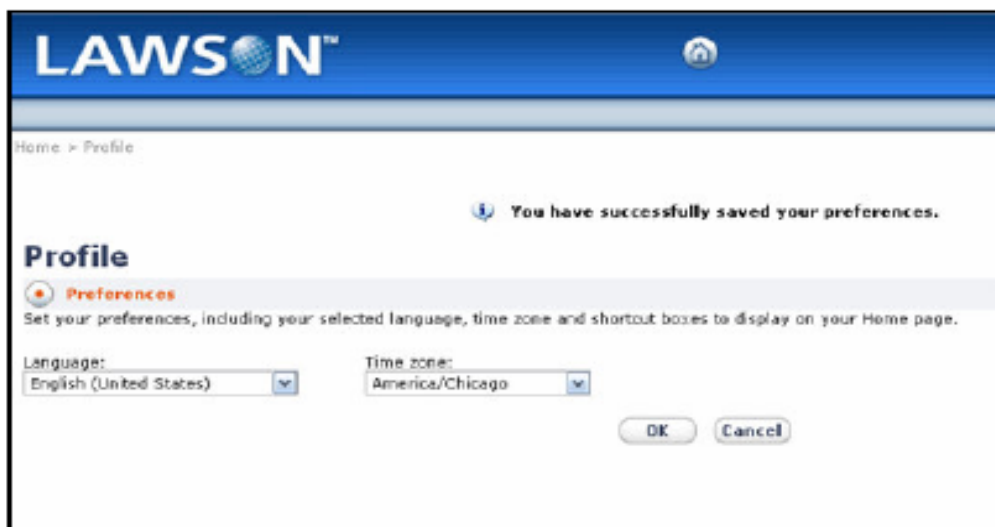 LAWSON™
Home > Profile
You have successfully saved your preferences.
Profile
Preferences
Set your preferences, including your selected language, time zone and shortcut boxes to display on your Home page.
Language: Time zone:
English (United States) America/Chicago
OK Cancel